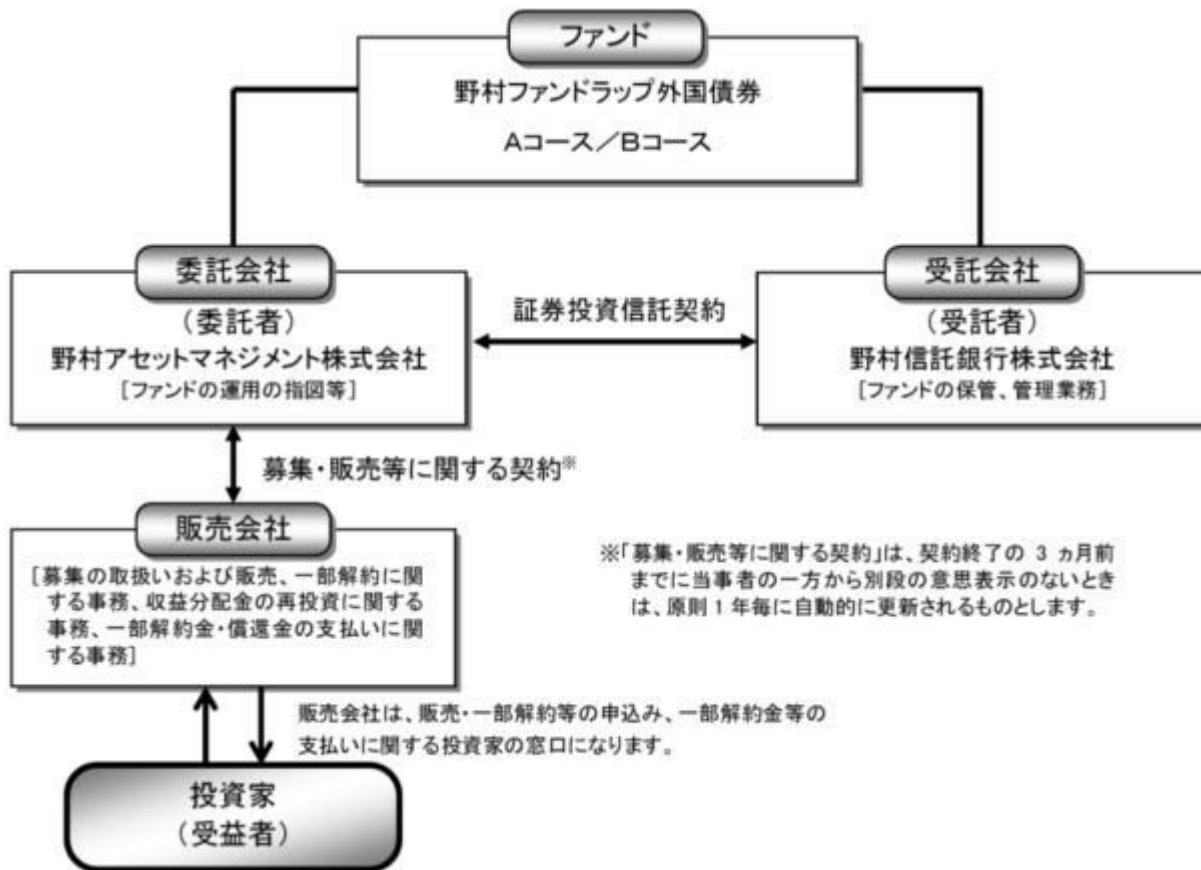 ファンド
野村ファンドラップ外国債券
Aコース／Bコース
委託会社
（委託者）
野村アセットマネジメント株式会社
［ファンドの運用の指図等］
証券投資信託契約
受託会社
（受託者）
野村信託銀行株式会社
［ファンドの保管、管理業務］
募集・販売等に関する契約※
販売会社
［募集の取扱いおよび販売、一部解約に関
する事務、収益分配金の再投資に関する
事務、一部解約金・償還金の支払いに関
する事務］
※「募集・販売等に関する契約」は、契約終了の 3 ヵ月前
までに当事者の一方から別段の意思表示のないとき
は、原則 1 年毎に自動的に更新されるものとします。
販売会社は、販売・一部解約等の申込み、一部解約金等の
支払いに関する投資家の窓口になります。
投資家
（受益者）